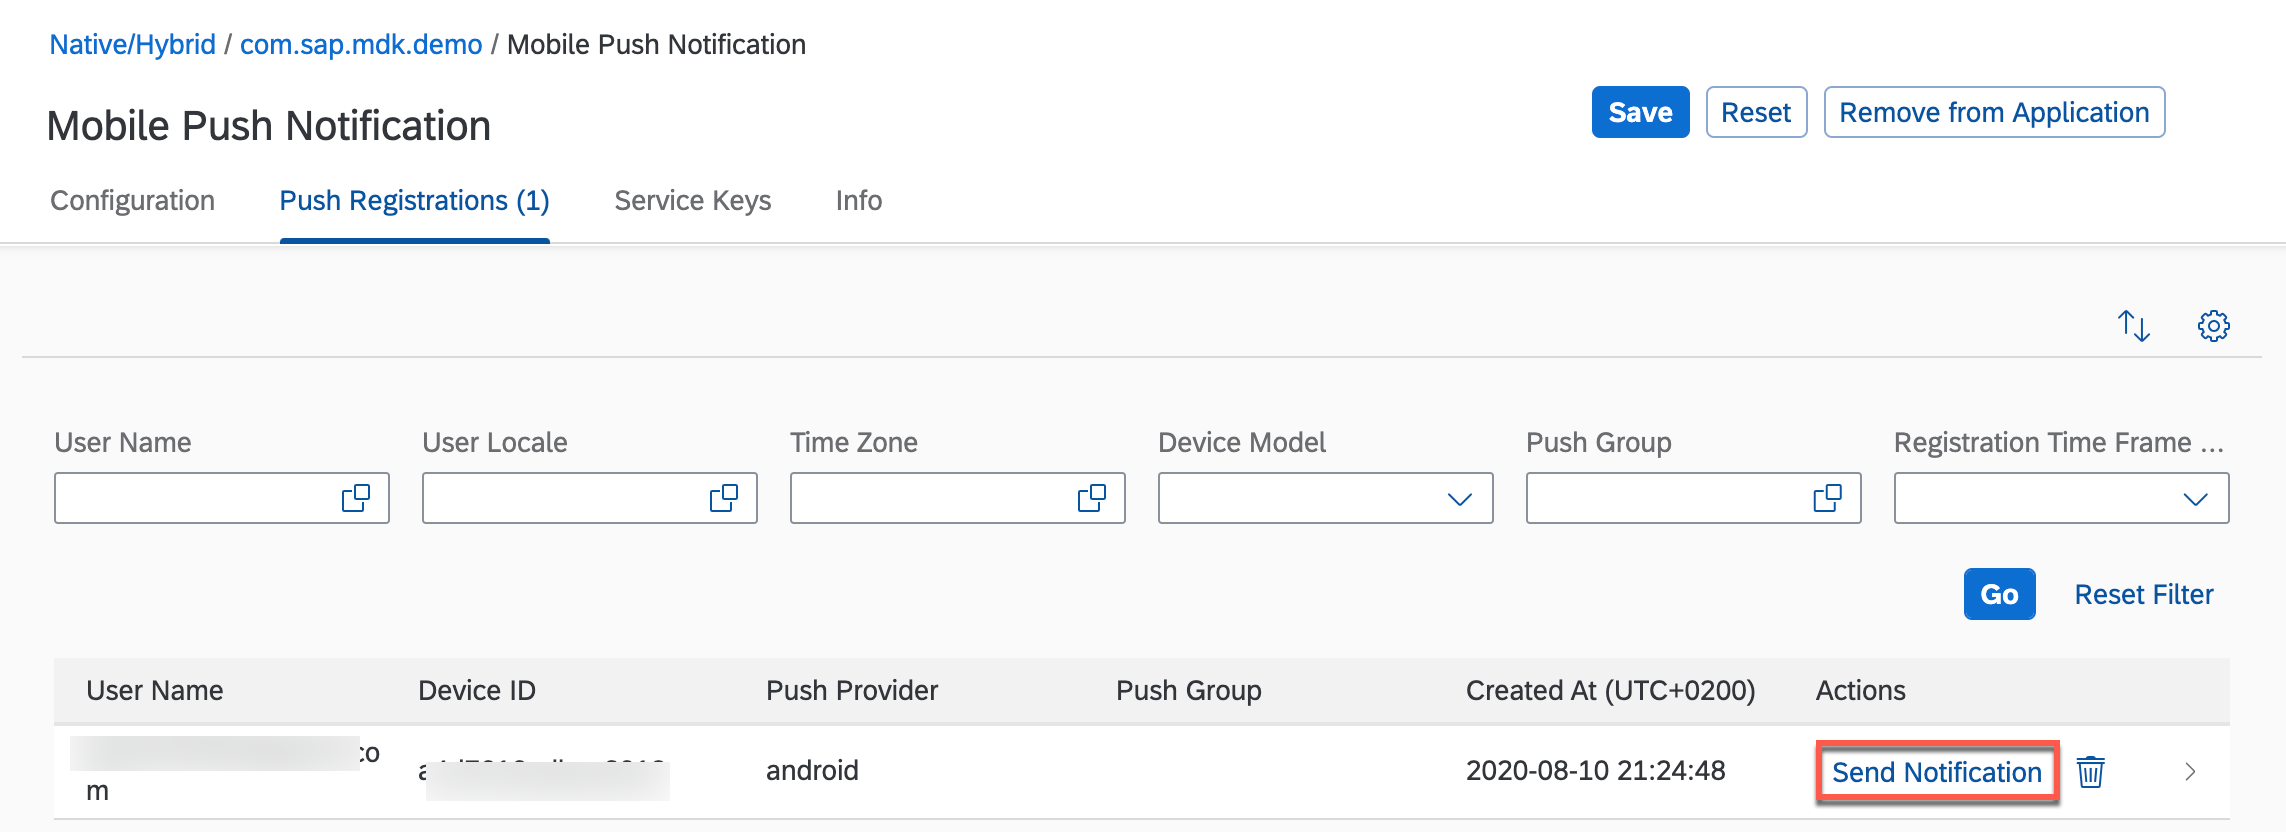 Native/Hybrid / com.sap.mdk.demo / Mobile Push Notification
Mobile Push Notification
Save Reset Remove from Application
Configuration Push Registrations (1) Service Keys Info
User Name User Locale Time Zone Device Model Push Group Registration Time Frame ...
Go Reset Filter
User Name Device ID Push Provider Push Group Created At (UTC+0200) Actions
android 2020-08-10 21:24:48 Send Notification
m